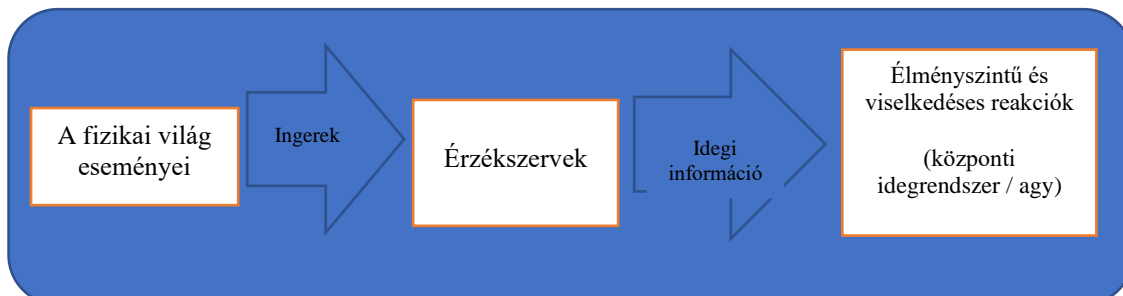 A fizikai világ
eseményei
Ingerek
Érzékszervek
Idegi
információ
Élményszintű és
viselkedéses reakciók
(központi
idegrendszer / agy)